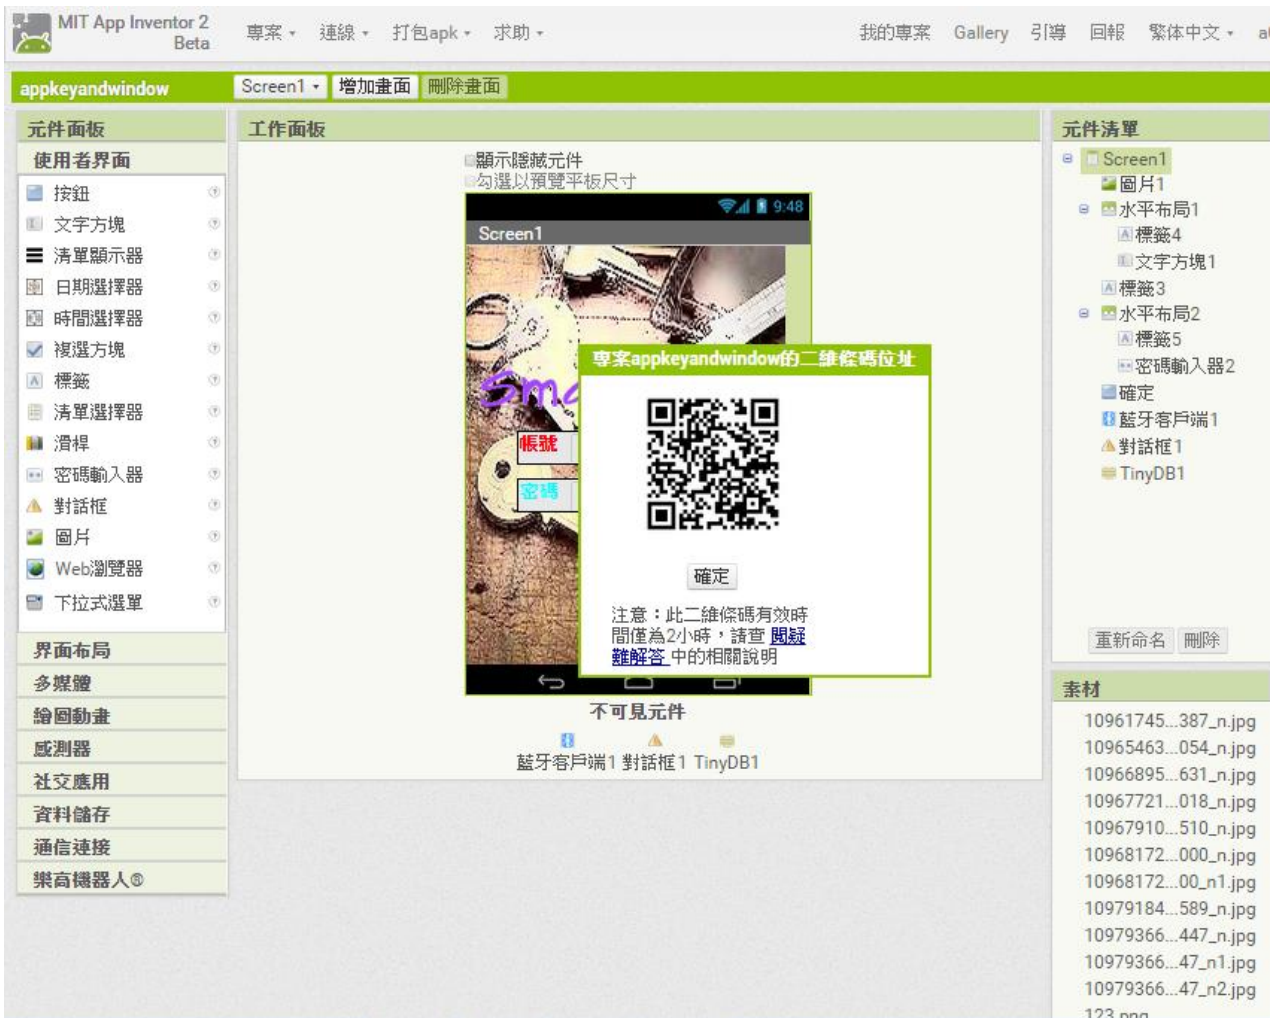 MIT App Inventor 2
Beta
專案 連線 打包apk 求助 我的專案 Gallery 引導 回報 繁体中文
appkeyandwindow Screen1 增加畫面 刪除畫面
元件面板
使用者界面
按鈕
文字方塊
清單顯示器
日期選擇器
時間選擇器
複選方塊
標籤
清單選擇器
滑桿
密碼輸入器
對話框
圖片
Web瀏覽器
下拉式選單
界面布局
多媒體
繪圖動畫
感測器
社交應用
資料儲存
通信連接
樂高機器人®
工作面板
顯示隱藏元件
勾選以預覽平板尺寸
9:48
Screen1
帳號
密碼
專案appkeyandwindow的二維條碼位址
確定
注意：此二維條碼有效時
間僅為2小時，請查 閱疑
難解答 中的相關說明
不可見元件
藍牙客戶端1 對話框1 TinyDB1
元件清單
Screen1
圖片1
水平布局1
標籤4
文字方塊1
標籤3
水平布局2
標籤5
密碼輸入器2
確定
藍牙客戶端1
對話框1
TinyDB1
重新命名 刪除
素材
10961745...387_n.jpg
10965463...054_n.jpg
10966895...631_n.jpg
10967721...018_n.jpg
10967910...510_n.jpg
10968172...000_n.jpg
10968172...00_n1.jpg
10979184...589_n.jpg
10979366...447_n.jpg
10979366...47_n1.jpg
10979366...47_n2.jpg
123.png